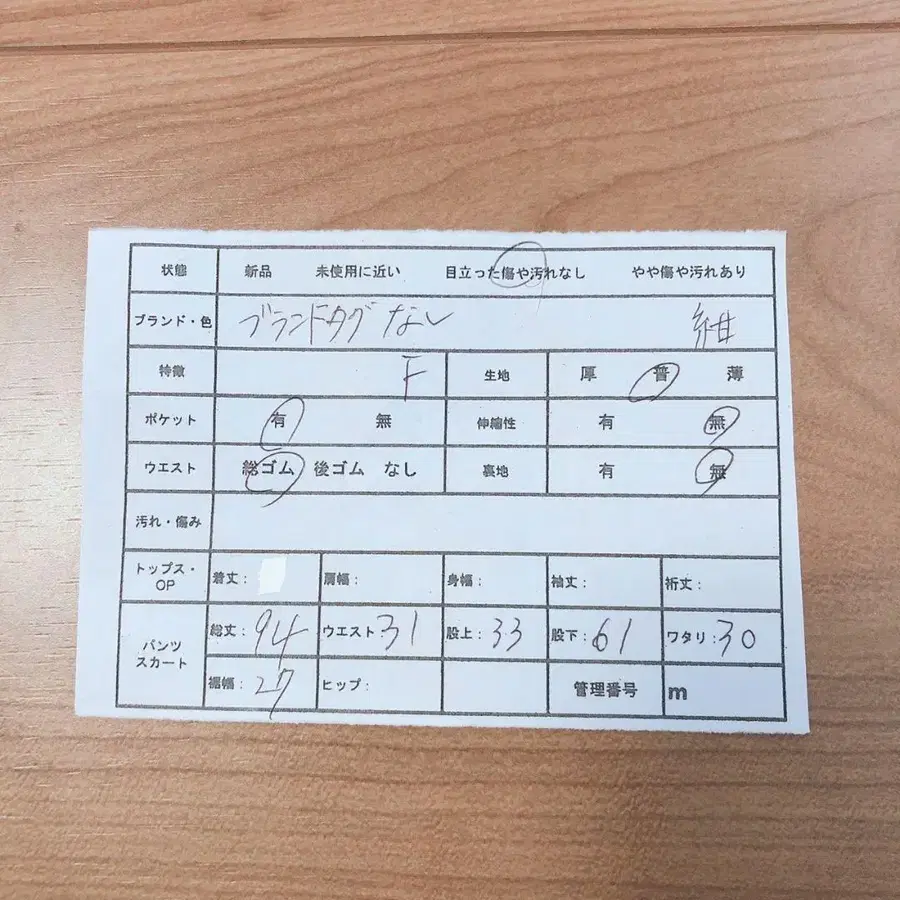 状態 新品 未使用に近い 目立った傷や汚れなし やや傷や汚れあり
ブランド・色 ブランドタグなし 紺
特徴 F 生地 厚 普 薄
ポケット 有 無 伸縮性 有 無
ウエスト 総ゴム 後ゴム なし 裏地 有 無
汚れ・傷み
トップス・OP 着丈: 肩幅: 身幅: 袖丈: 裄丈:
パンツ スカート 総丈: 94 ウエスト 31 股上: 33 股下: 61 ワタリ: 30
裾幅: 27 ヒップ: 管理番号 m